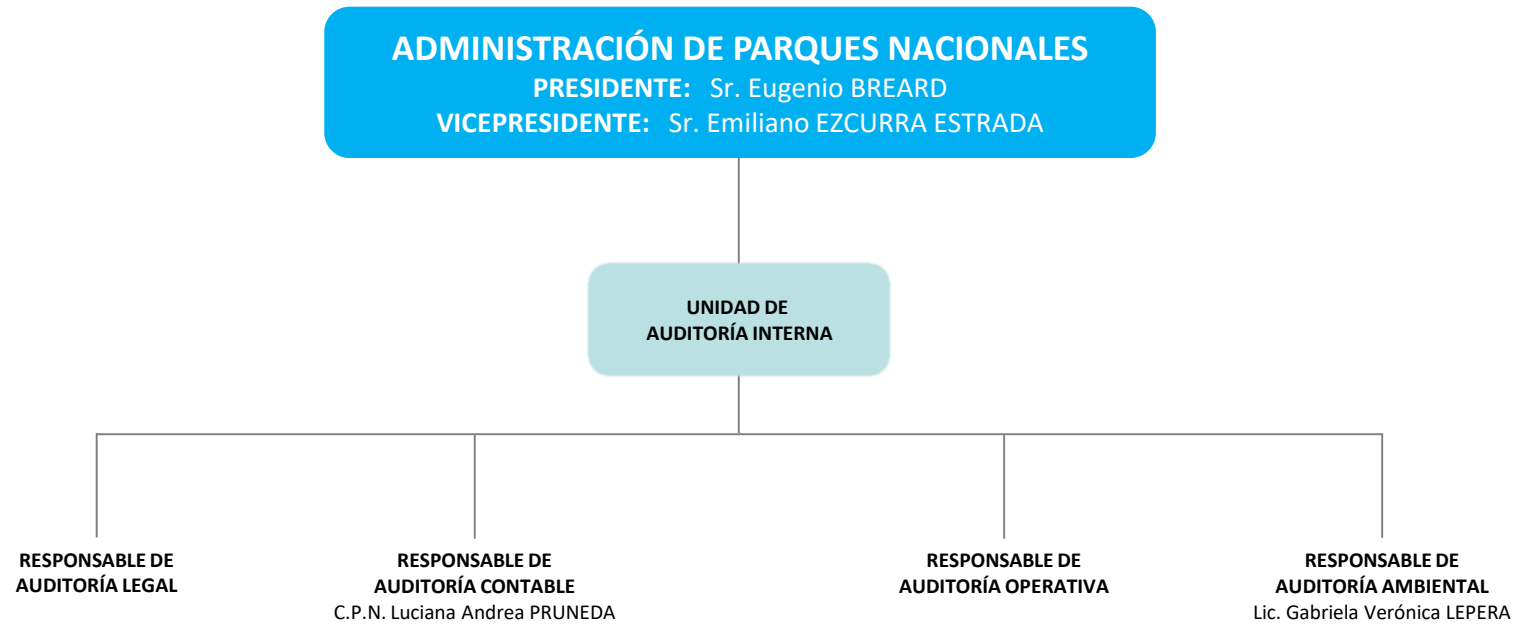 ADMINISTRACIÓN DE PARQUES NACIONALES
PRESIDENTE: Sr. Eugenio BREARD
VICEPRESIDENTE: Sr. Emiliano EZCURRA ESTRADA
UNIDAD DE
AUDITORÍA INTERNA
RESPONSABLE DE
AUDITORÍA LEGAL
RESPONSABLE DE
AUDITORÍA CONTABLE
C.P.N. Luciana Andrea PRUNEDA
RESPONSABLE DE
AUDITORÍA OPERATIVA
RESPONSABLE DE
AUDITORÍA AMBIENTAL
Lic. Gabriela Verónica LEPERA